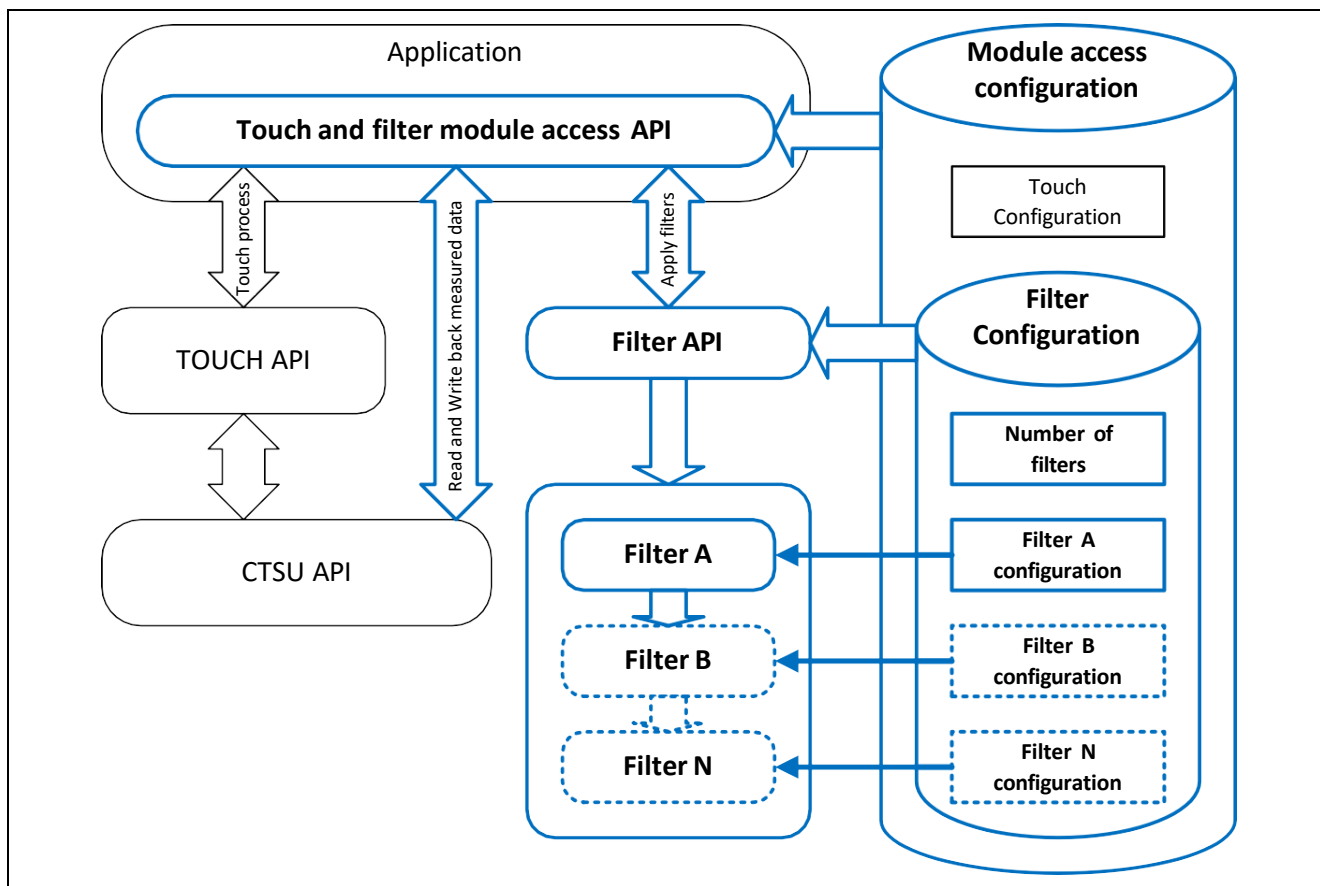 Application
Touch and filter module access API
Module access
configuration
Touch
Configuration
Touch process
Read and Write back measured data
Apply filters
TOUCH API
Filter API
Filter
Configuration
CTSU API
Number of
filters
Filter A
Filter A
configuration
Filter B
Filter B
configuration
Filter N
Filter N
configuration